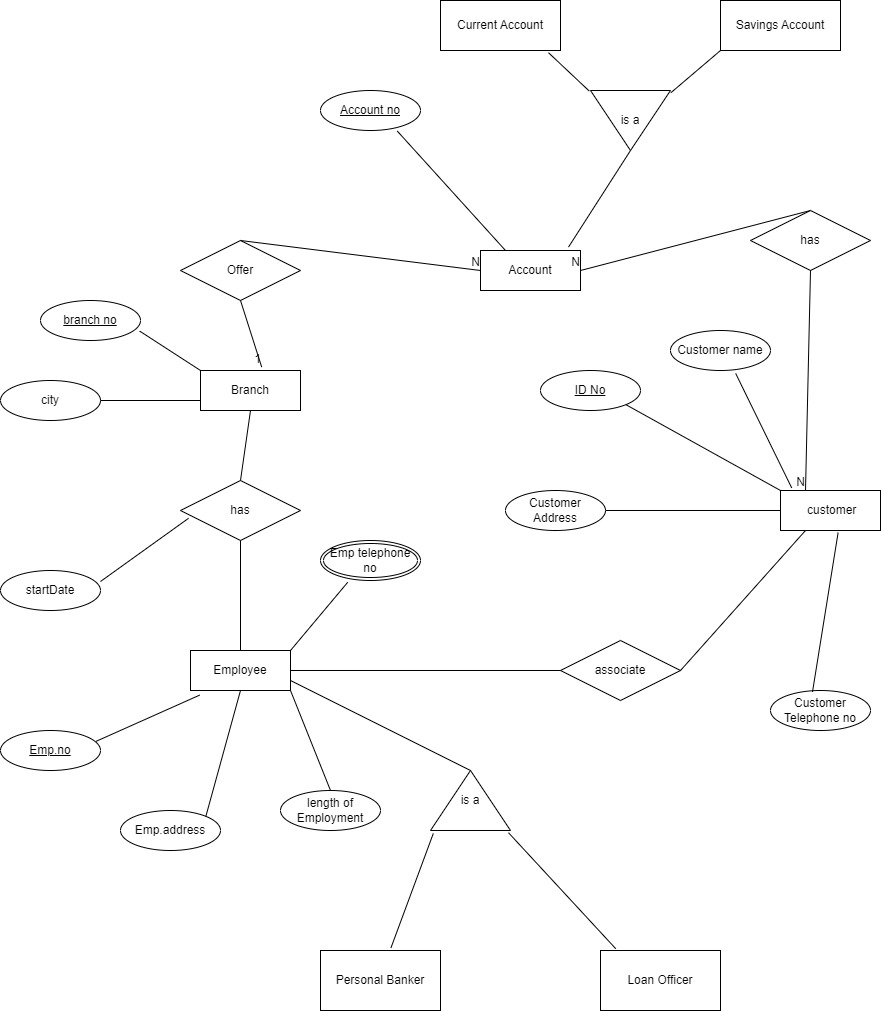 Current Account
Savings Account
Account no
is a
has
Offer
N
Account
N
branch no
1
Customer name
Branch
ID No
city
N
Customer
Address
customer
has
Emp telephone
no
startDate
Employee
associate
Customer
Telephone no
Emp.no
is a
length of
Employment
Emp.address
Personal Banker
Loan Officer